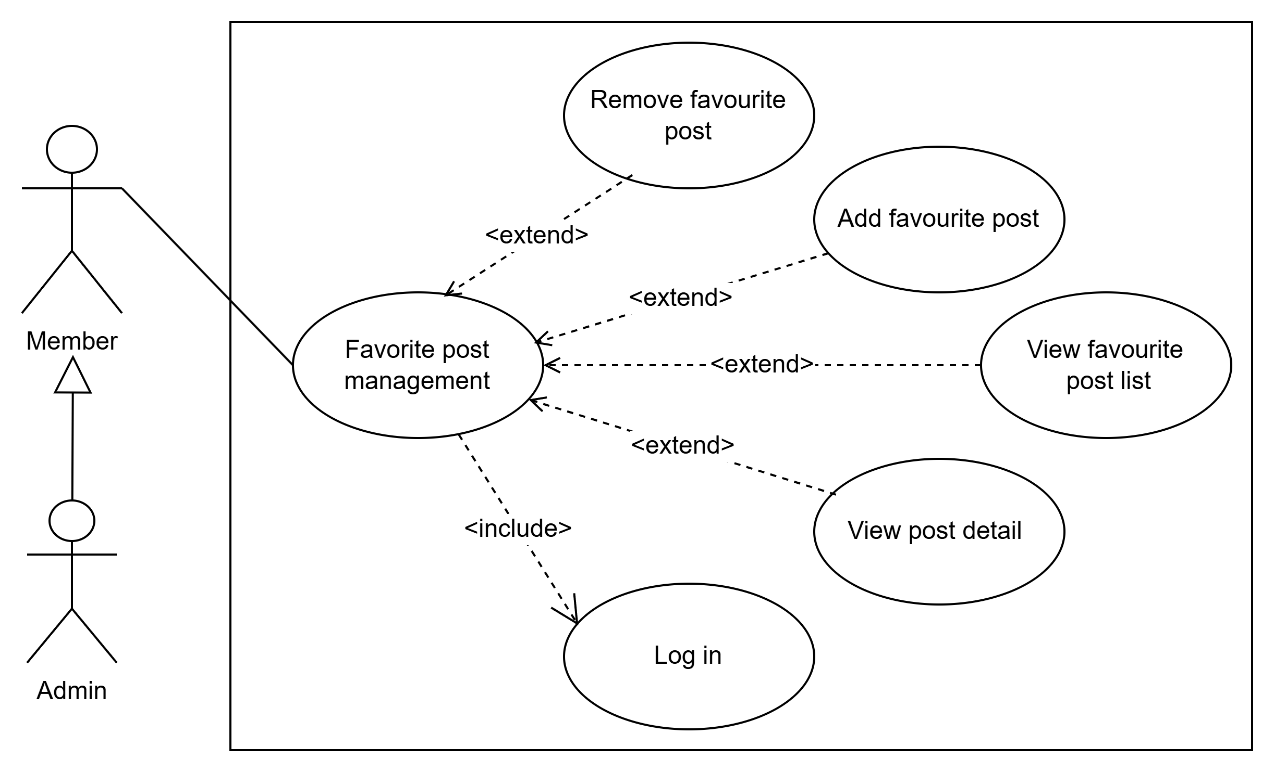 Remove favourite
post
Add favourite post
<extend>
<extend>
Member
Favorite post
management
<extend>
View favourite
post list
<extend>
<include>
View post detail
Log in
Admin